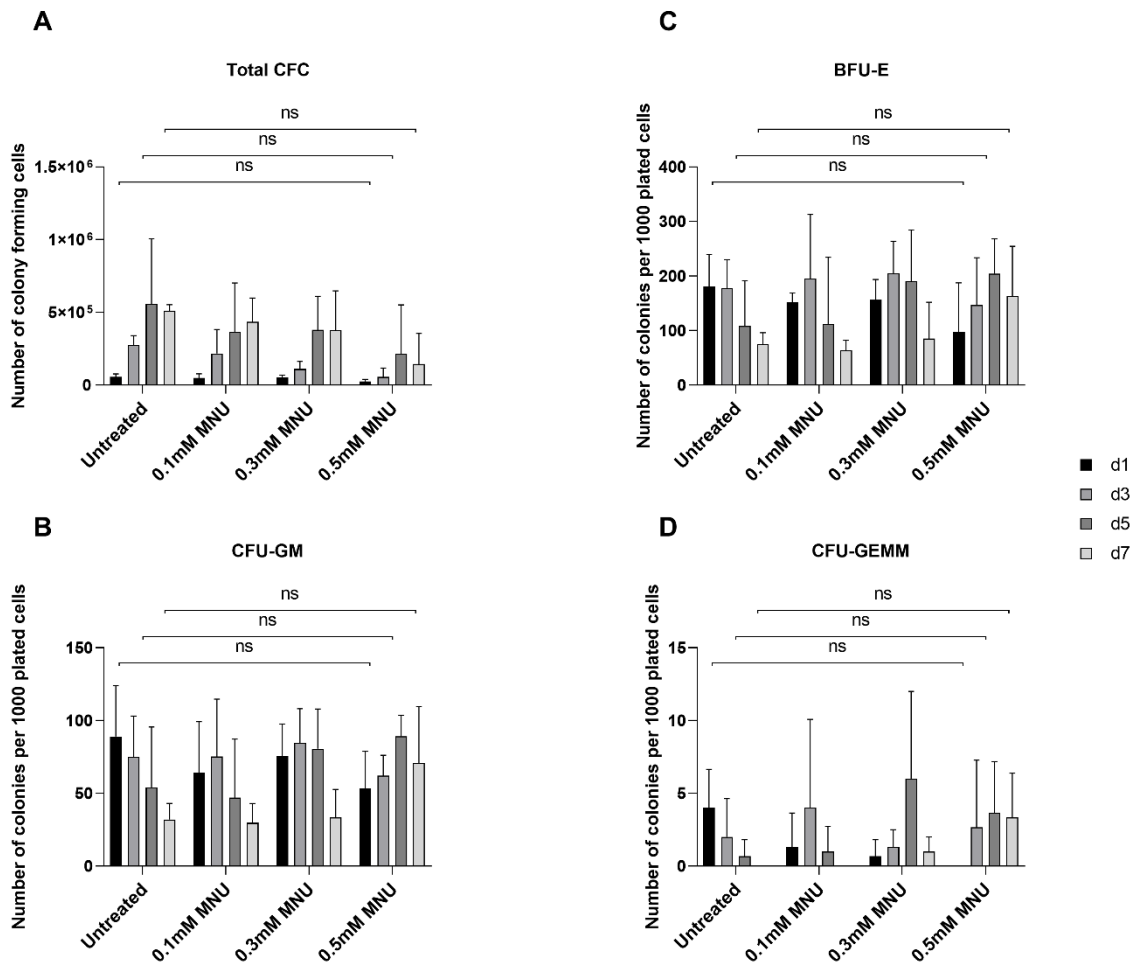 A
Total CFC
ns
ns
ns
Number of colony forming cells
1.5×10⁶
1×10⁶
5×10⁵
0
Untreated
0.1mM MNU
0.3mM MNU
0.5mM MNU
C
BFU-E
ns
ns
ns
Number of colonies per 1000 plated cells
400
300
200
100
0
Untreated
0.1mM MNU
0.3mM MNU
0.5mM MNU
d1
d3
d5
d7
B
CFU-GM
ns
ns
ns
Number of colonies per 1000 plated cells
150
100
50
0
Untreated
0.1mM MNU
0.3mM MNU
0.5mM MNU
D
CFU-GEMM
ns
ns
ns
Number of colonies per 1000 plated cells
15
10
5
0
Untreated
0.1mM MNU
0.3mM MNU
0.5mM MNU